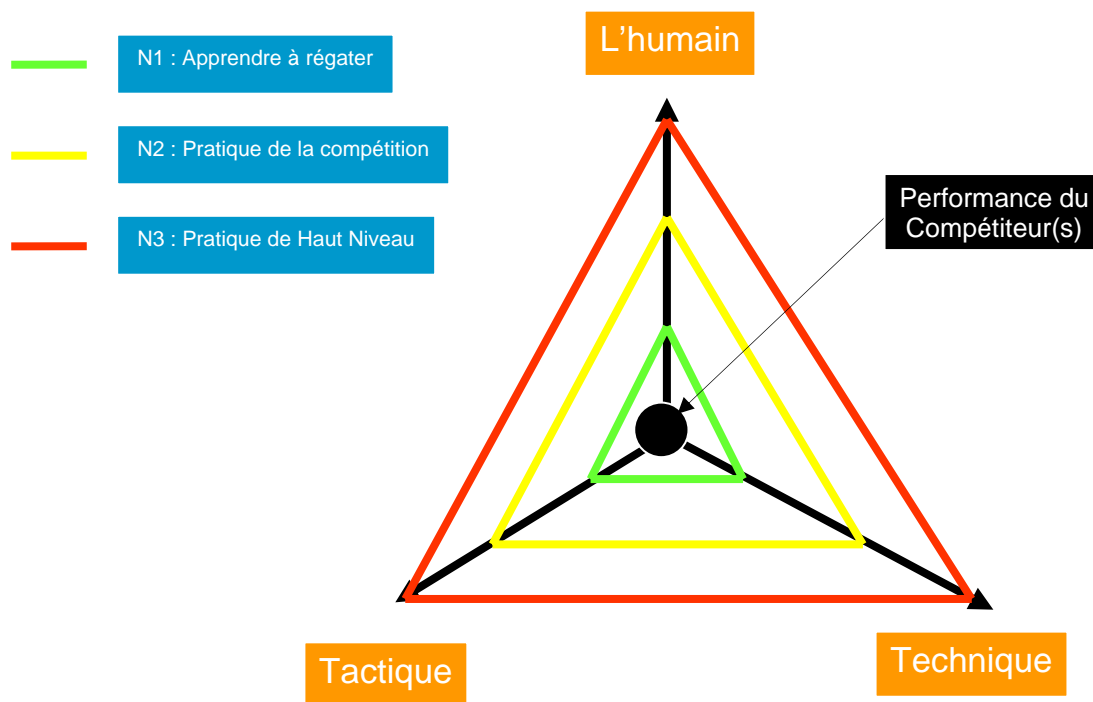 L'humain
N1 : Apprendre à régater
N2 : Pratique de la compétition
N3 : Pratique de Haut Niveau
Performance du
Compétiteur(s)
Tactique
Technique